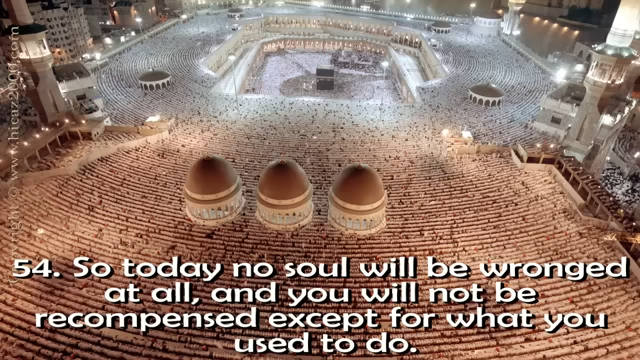 54. So today no soul will be wronged
at all, and you will not be
recompensed except for what you
used to do.